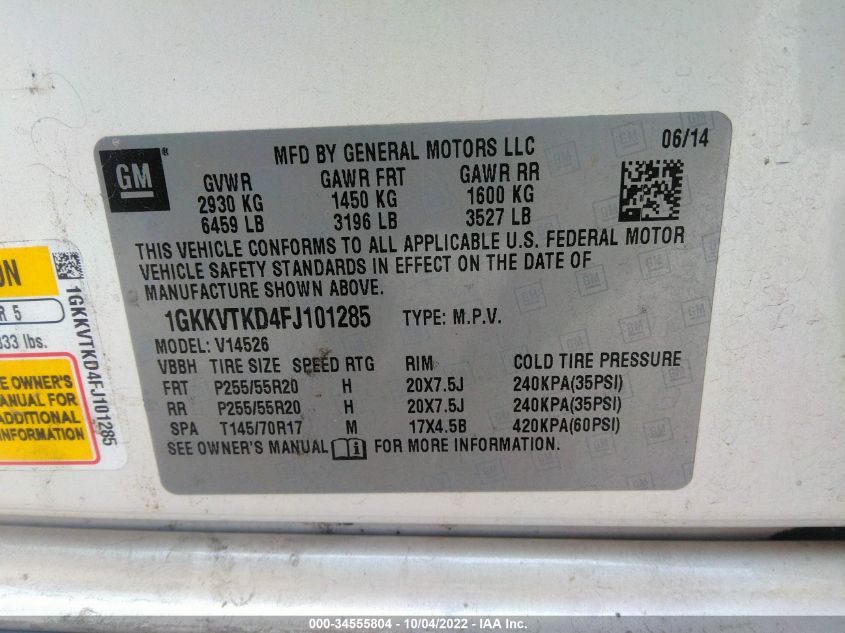 GM
®
MFD BY GENERAL MOTORS LLC
06/14
GVWR GAWR FRT GAWR RR
2930 KG 1450 KG 1600 KG
6459 LB 3196 LB 3527 LB
THIS VEHICLE CONFORMS TO ALL APPLICABLE U.S. FEDERAL MOTOR
VEHICLE SAFETY STANDARDS IN EFFECT ON THE DATE OF
MANUFACTURE SHOWN ABOVE.
1GKKVTKD4FJ101285 TYPE: M.P.V.
MODEL: V14526
VBBH TIRE SIZE SPEED RTG RIM COLD TIRE PRESSURE
FRT P255/55R20 H 20X7.5J 240KPA(35PSI)
RR P255/55R20 H 20X7.5J 240KPA(35PSI)
SPA T145/70R17 M 17X4.5B 420KPA(60PSI)
SEE OWNER'S MANUAL i FOR MORE INFORMATION.
ON
R 5
333 lbs.
E OWNER'S
ANUAL FOR
ADDITIONAL
INFORMATION
1GKKVTKD4FJ101285
000-34555804 - 10/04/2022 - IAA Inc.